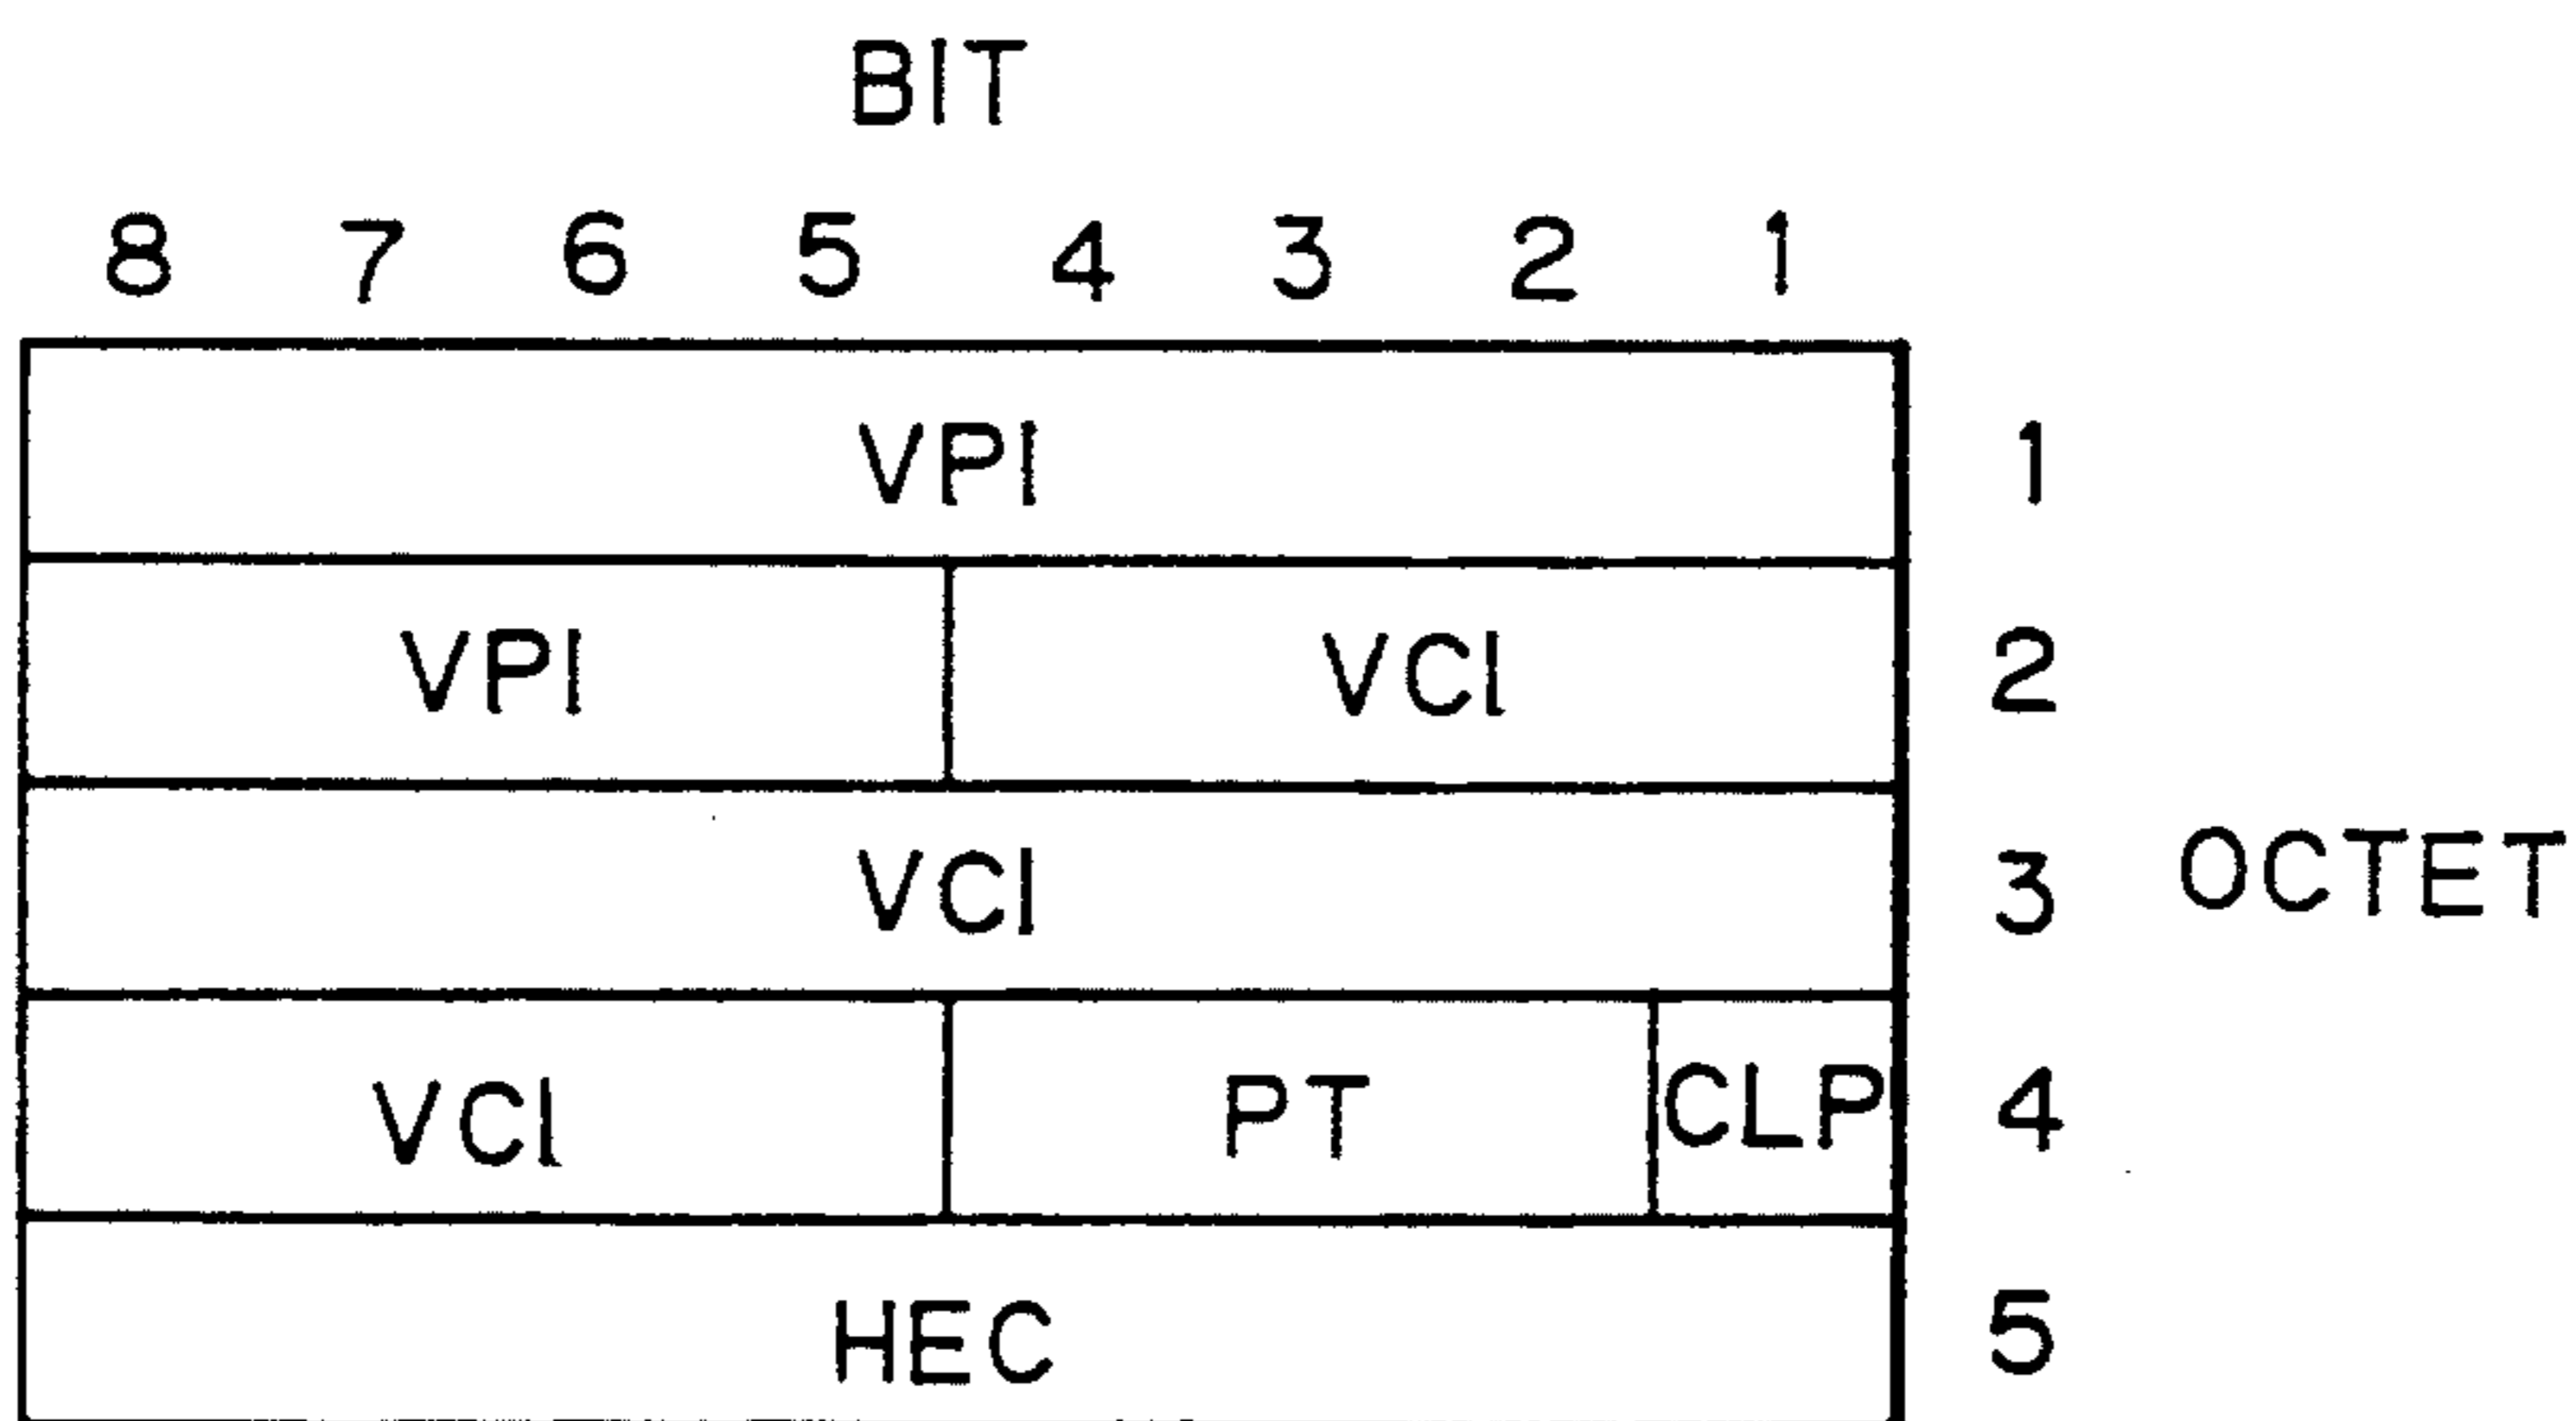 BIT
8 7 6 5 4 3 2 1
VPI 1
VPI VCI 2
VCI 3 OCTET
VCI PT CLP 4
HEC 5